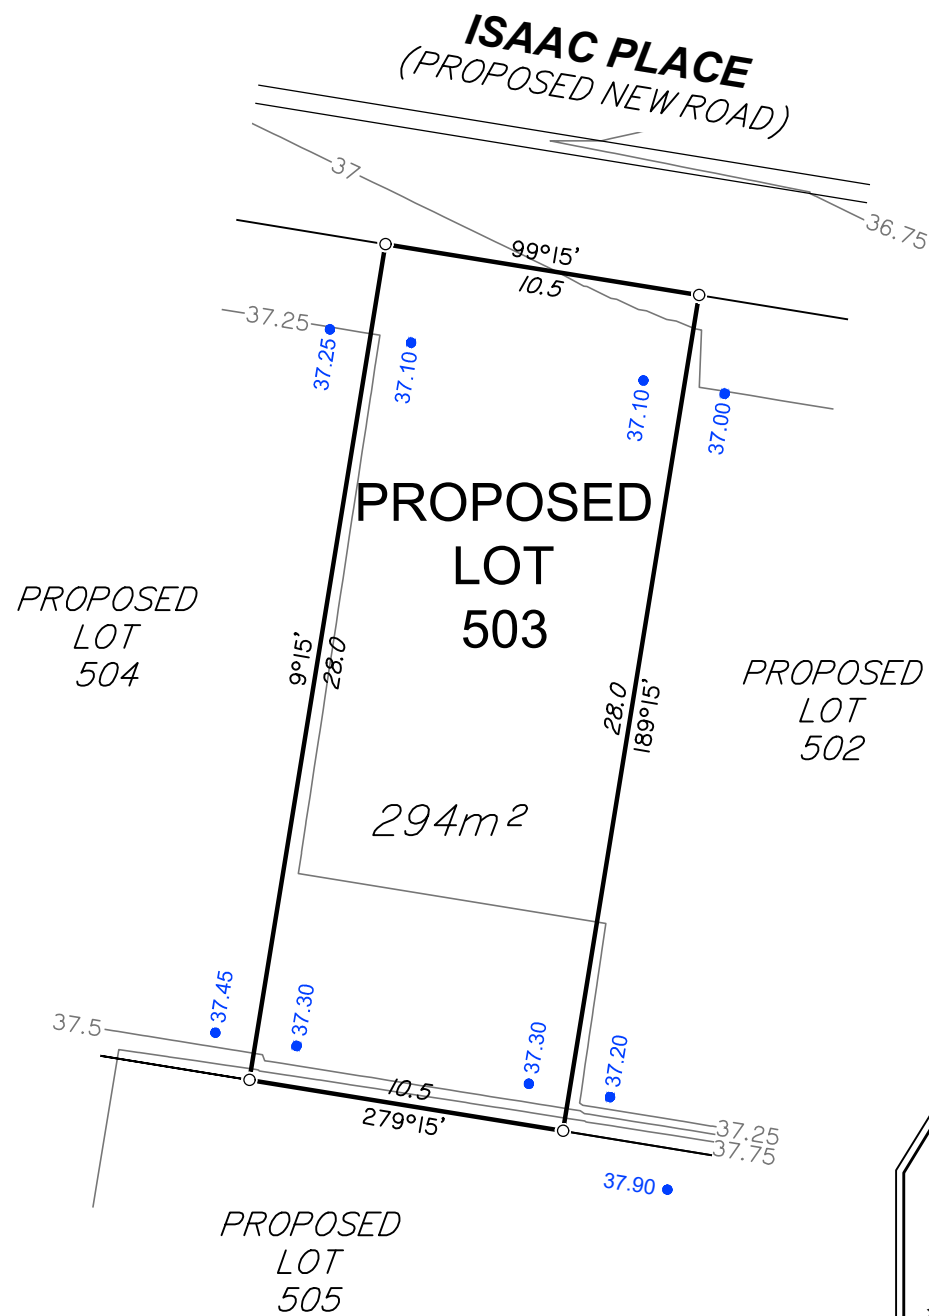 ISAAC PLACE
(PROPOSED NEW ROAD)
37
36.75
99°15'
10.5
37.25
37.25
37.10
37.10
37.00
PROPOSED
LOT
503
PROPOSED
LOT
504
9°15'
28.0
28.0
189°15'
PROPOSED
LOT
502
294m²
37.45
37.30
37.5
37.30
37.20
10.5
279°15'
37.25
37.75
37.90
PROPOSED
LOT
505